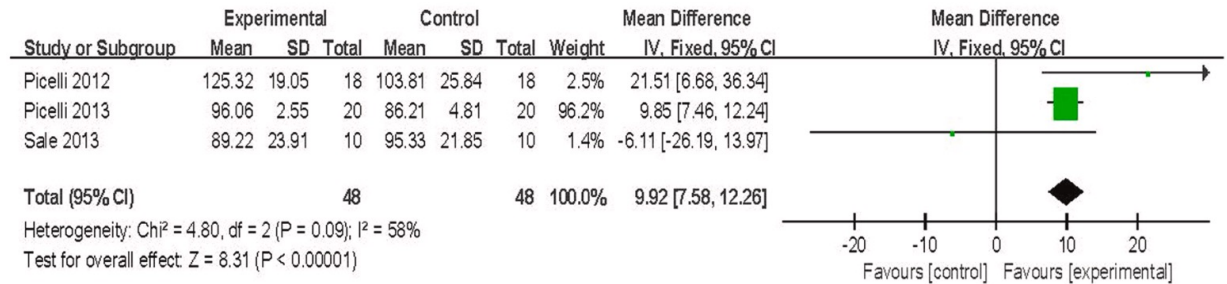 Experimental Control Mean Difference Mean Difference
Study or Subgroup Mean SD Total Mean SD Total Weight IV, Fixed, 95% CI IV, Fixed, 95% CI
Picelli 2012 125.32 19.05 18 103.81 25.84 18 2.5% 21.51 [6.68, 36.34]
Picelli 2013 96.06 2.55 20 86.21 4.81 20 96.2% 9.85 [7.46, 12.24]
Sale 2013 89.22 23.91 10 95.33 21.85 10 1.4% -6.11 [-26.19, 13.97]
Total (95% CI) 48 48 100.0% 9.92 [7.58, 12.26]
Heterogeneity: Chi² = 4.80, df = 2 (P = 0.09); I² = 58%
Test for overall effect: Z = 8.31 (P < 0.00001)
-20 -10 0 10 20
Favours [control] Favours [experimental]